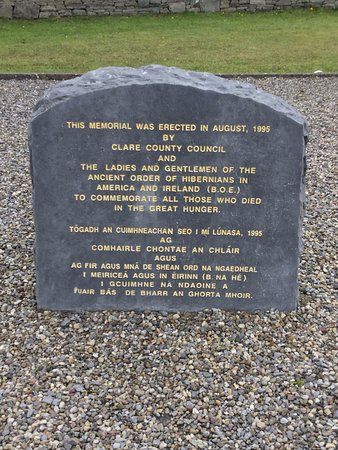 THIS MEMORIAL WAS ERECTED IN AUGUST, 1995
BY
CLARE COUNTY COUNCIL
AND
THE LADIES AND GENTLEMEN OF THE
ANCIENT ORDER OF HIBERNIANS IN
AMERICA AND IRELAND (B.O.E.)
TO COMMEMORATE ALL THOSE WHO DIED
IN THE GREAT HUNGER.
TÓGADH AN CUIMHNEACHAN SEO I MÍ LÚNASA, 1995
AG
COMHAIRLE CHONTAE AN CHLÁIR
AGUS
AG FIR AGUS MNÁ DE SHEAN ORD NA NGAEDHEAL
I MEIRICEÁ AGUS IN ÉIRINN (B. NA HÉ)
I GCUIMHNE NA NDAOINE A
FUAIR BÁS DE BHARR AN GHORTA MHOIR.